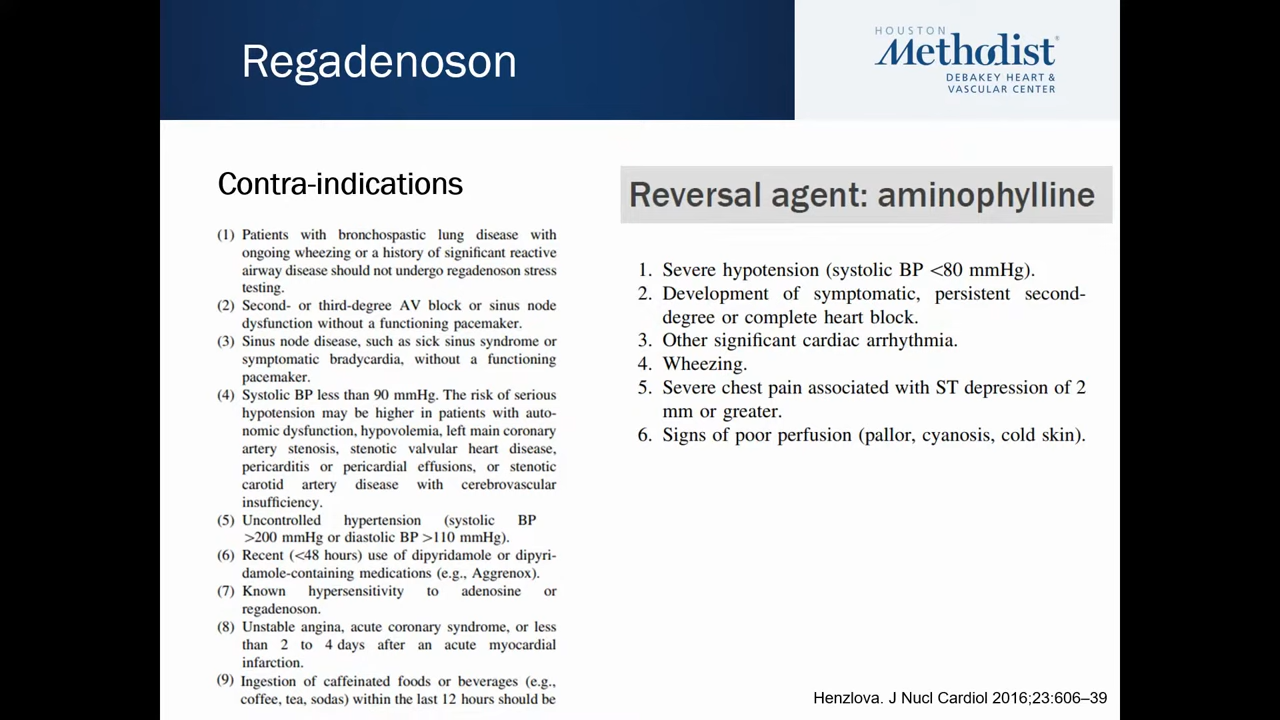 Regadenoson
HOUSTON
Methodist®
DEBAKEY HEART &
VASCULAR CENTER
Contra-indications
(1) Patients with bronchospastic lung disease with
ongoing wheezing or a history of significant reactive
airway disease should not undergo regadenoson stress
testing.
(2) Second- or third-degree AV block or sinus node
dysfunction without a functioning pacemaker.
(3) Sinus node disease, such as sick sinus syndrome or
symptomatic bradycardia, without a functioning
pacemaker.
(4) Systolic BP less than 90 mmHg. The risk of serious
hypotension may be higher in patients with auto-
nomic dysfunction, hypovolemia, left main coronary
artery stenosis, stenotic valvular heart disease,
pericarditis or pericardial effusions, or stenotic
carotid artery disease with cerebrovascular
insufficiency.
(5) Uncontrolled hypertension (systolic BP
>200 mmHg or diastolic BP >110 mmHg).
(6) Recent (<48 hours) use of dipyridamole or dipyri-
damole-containing medications (e.g., Aggrenox).
(7) Known hypersensitivity to adenosine or
regadenoson.
(8) Unstable angina, acute coronary syndrome, or less
than 2 to 4 days after an acute myocardial
infarction.
(9) Ingestion of caffeinated foods or beverages (e.g.,
coffee, tea, sodas) within the last 12 hours should be
Reversal agent: aminophylline
1. Severe hypotension (systolic BP <80 mmHg).
2. Development of symptomatic, persistent second-
degree or complete heart block.
3. Other significant cardiac arrhythmia.
4. Wheezing.
5. Severe chest pain associated with ST depression of 2
mm or greater.
6. Signs of poor perfusion (pallor, cyanosis, cold skin).
Henzlova. J Nucl Cardiol 2016;23:606–39